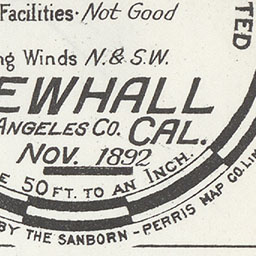 Facilities · Not Good
Winds N. & S.W.
EWHALL
ANGELES CO. CAL.
NOV. 1892
50 FT. TO AN INCH.
BY THE SANBORN - PERRIS MAP CO. LIM
TED